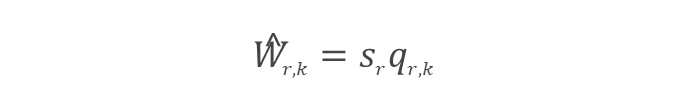 Ŵ_{r,k} = s_r q_{r,k}